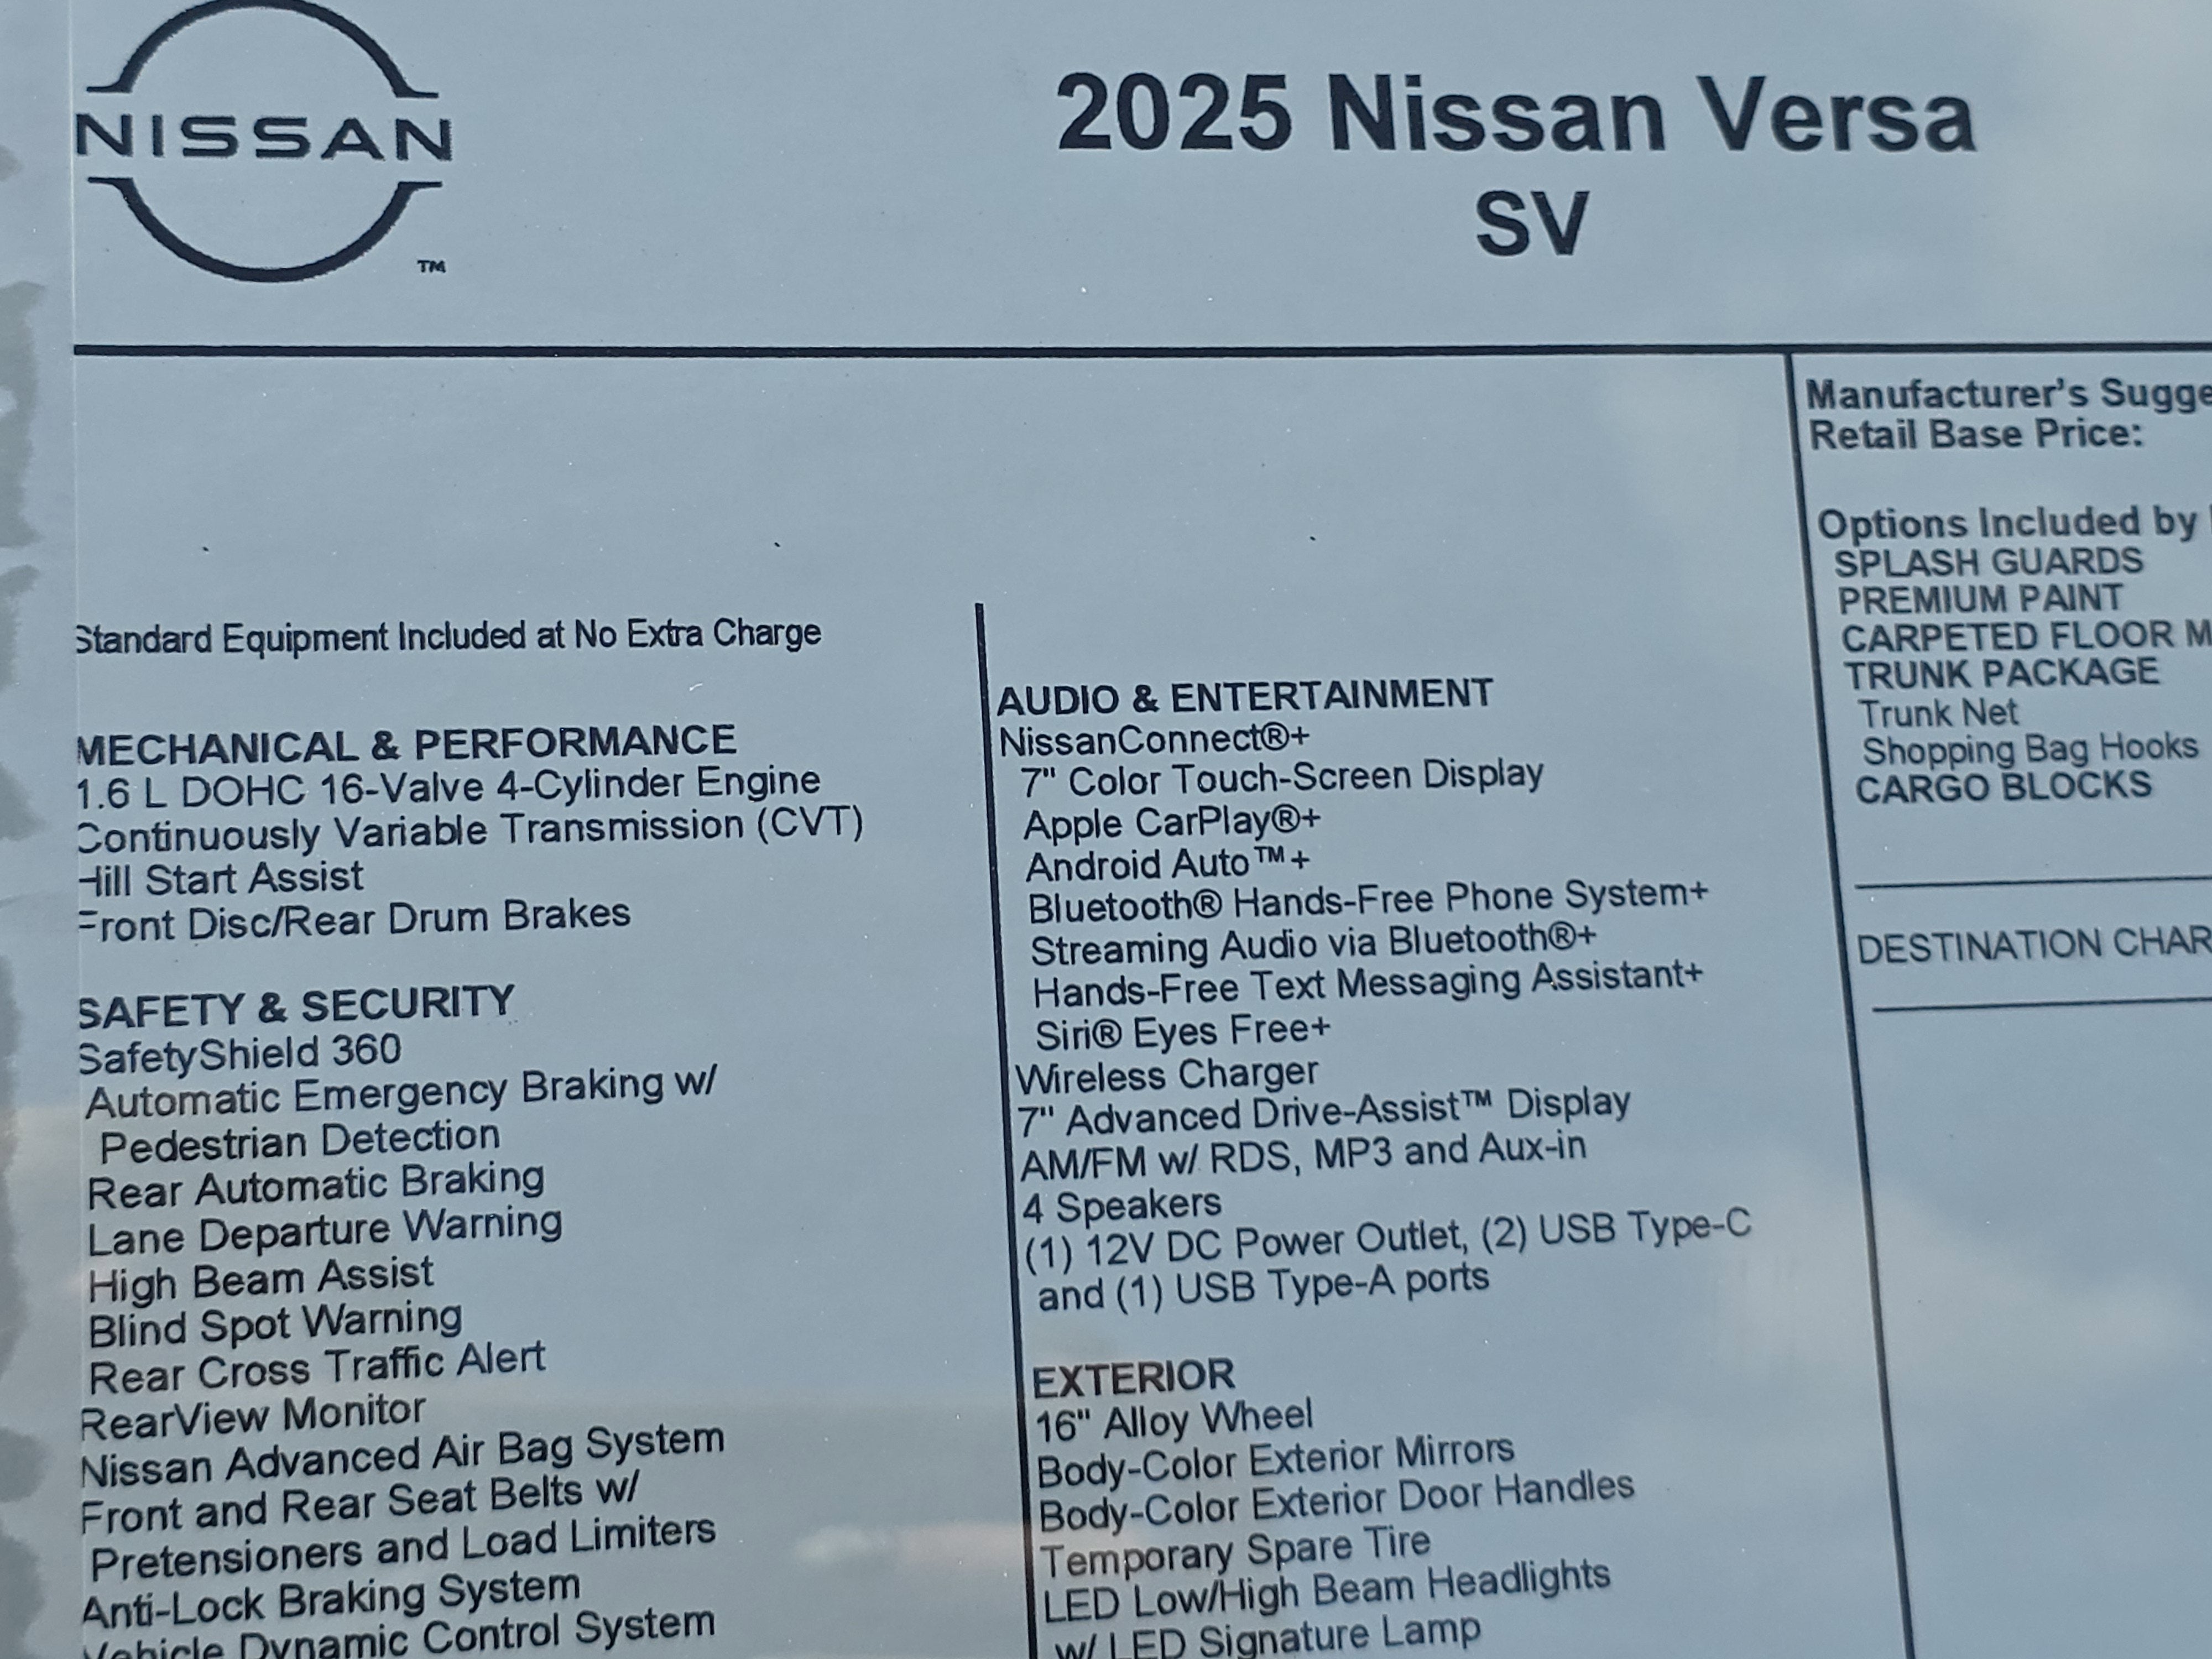 NISSAN
TM
2025 Nissan Versa
SV
Standard Equipment Included at No Extra Charge
MECHANICAL & PERFORMANCE
1.6 L DOHC 16-Valve 4-Cylinder Engine
Continuously Variable Transmission (CVT)
Hill Start Assist
Front Disc/Rear Drum Brakes
SAFETY & SECURITY
SafetyShield 360
Automatic Emergency Braking w/
Pedestrian Detection
Rear Automatic Braking
Lane Departure Warning
High Beam Assist
Blind Spot Warning
Rear Cross Traffic Alert
RearView Monitor
Nissan Advanced Air Bag System
Front and Rear Seat Belts w/
Pretensioners and Load Limiters
Anti-Lock Braking System
Vehicle Dynamic Control System
AUDIO & ENTERTAINMENT
NissanConnect®+
7" Color Touch-Screen Display
Apple CarPlay®+
Android Auto™+
Bluetooth® Hands-Free Phone System+
Streaming Audio via Bluetooth®+
Hands-Free Text Messaging Assistant+
Siri® Eyes Free+
Wireless Charger
7" Advanced Drive-Assist™ Display
AM/FM w/ RDS, MP3 and Aux-in
4 Speakers
(1) 12V DC Power Outlet, (2) USB Type-C
and (1) USB Type-A ports
EXTERIOR
16" Alloy Wheel
Body-Color Exterior Mirrors
Body-Color Exterior Door Handles
Temporary Spare Tire
LED Low/High Beam Headlights
w/ LED Signature Lamp
Manufacturer's Sugge
Retail Base Price:
Options Included by
SPLASH GUARDS
PREMIUM PAINT
CARPETED FLOOR M
TRUNK PACKAGE
Trunk Net
Shopping Bag Hooks
CARGO BLOCKS
DESTINATION CHAR